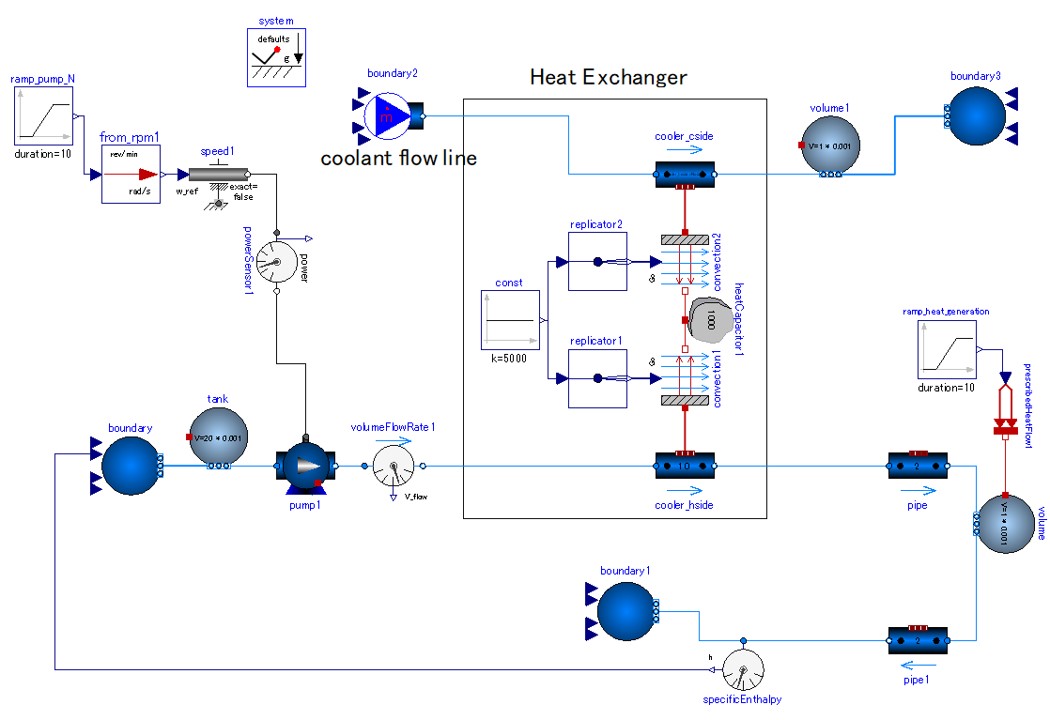 system
defaults
g
ramp_pump_N
duration=10
from_rpm1
rev/min
rad/s
w_ref
speed1
exact=
false
powerSensor1
power
boundary2
ṁ
coolant flow line
Heat Exchanger
cooler_cside
volume1
V=1 * 0.001
boundary3
replicator2
convection2
const
k=5000
heatCapacitor1
1000
replicator1
convection1
ramp_heat_generation
duration=10
prescribedHeatFlow1
boundary
tank
V=20 * 0.001
pump1
volumeFlowRate1
V_flow
10
cooler_hside
2
pipe
volume
V=1 * 0.001
boundary1
h
specificEnthalpy
2
pipe1